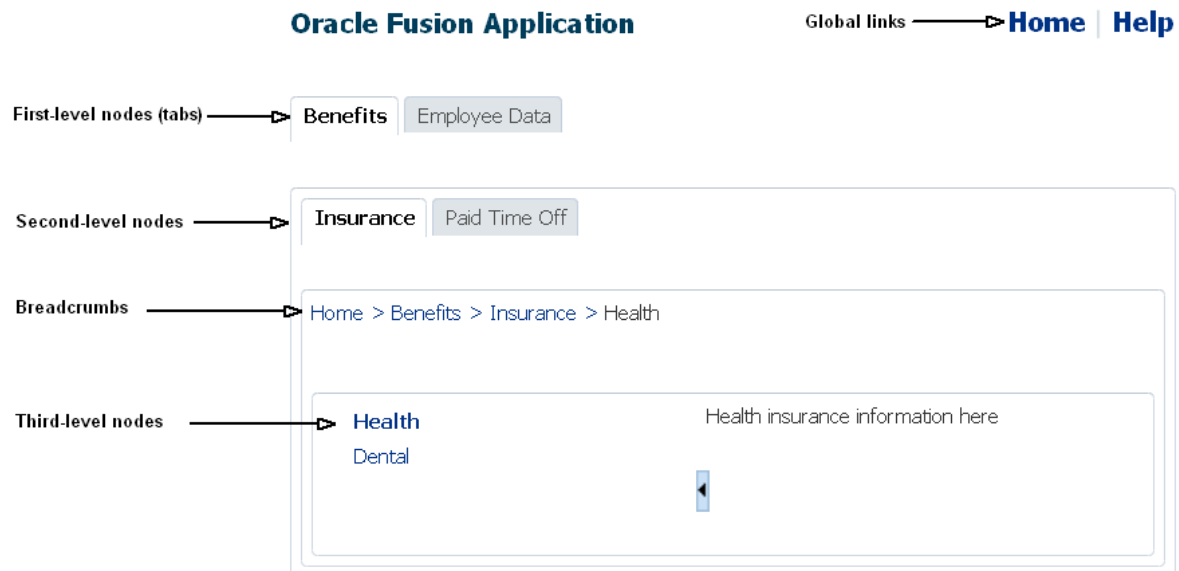 Oracle Fusion Application
Global links
Home | Help
First-level nodes (tabs)
Benefits
Employee Data
Second-level nodes
Insurance
Paid Time Off
Breadcrumbs
Home > Benefits > Insurance > Health
Third-level nodes
Health
Health insurance information here
Dental